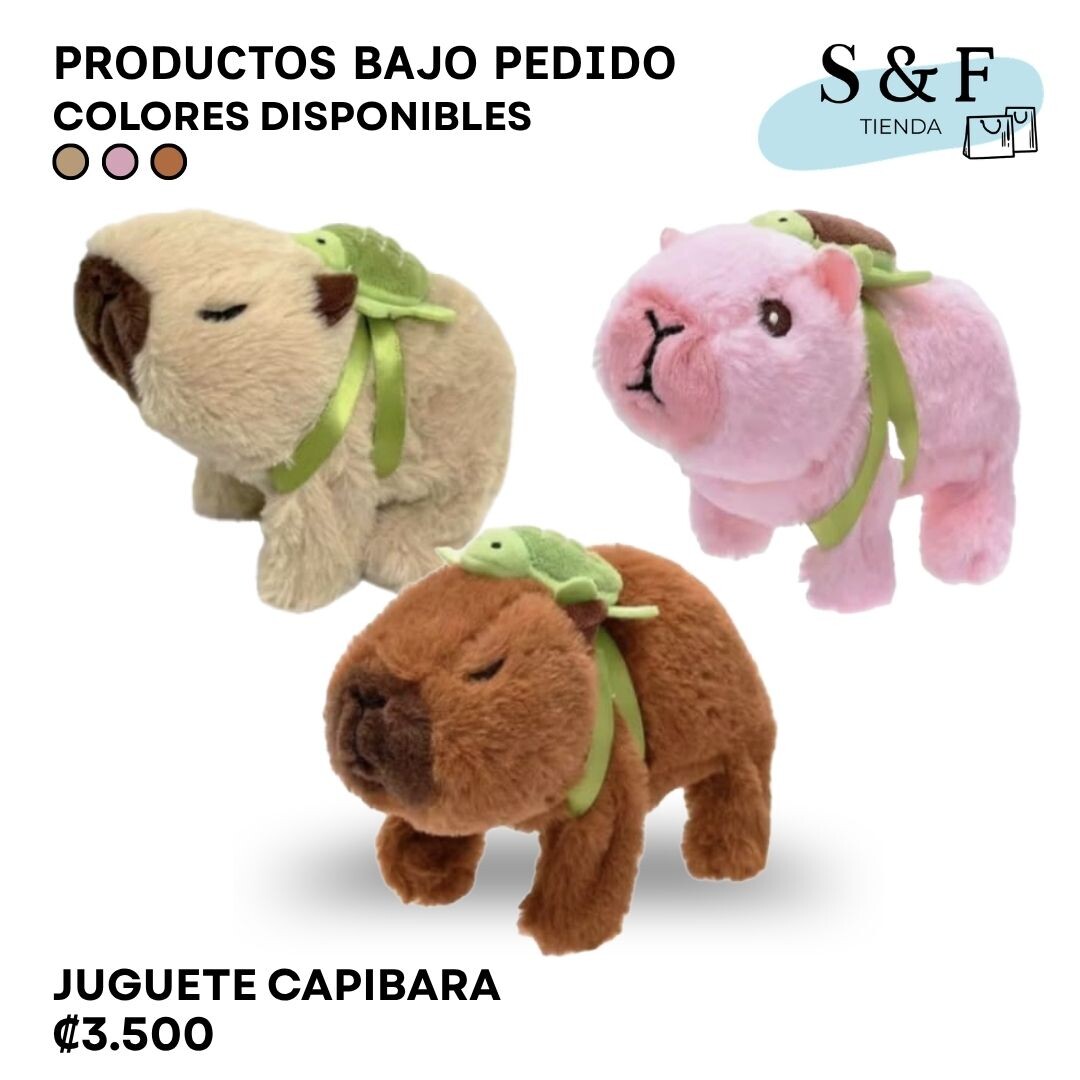 PRODUCTOS BAJO PEDIDO
COLORES DISPONIBLES
S & F
TIENDA
JUGUETE CAPIBARA
₡3.500